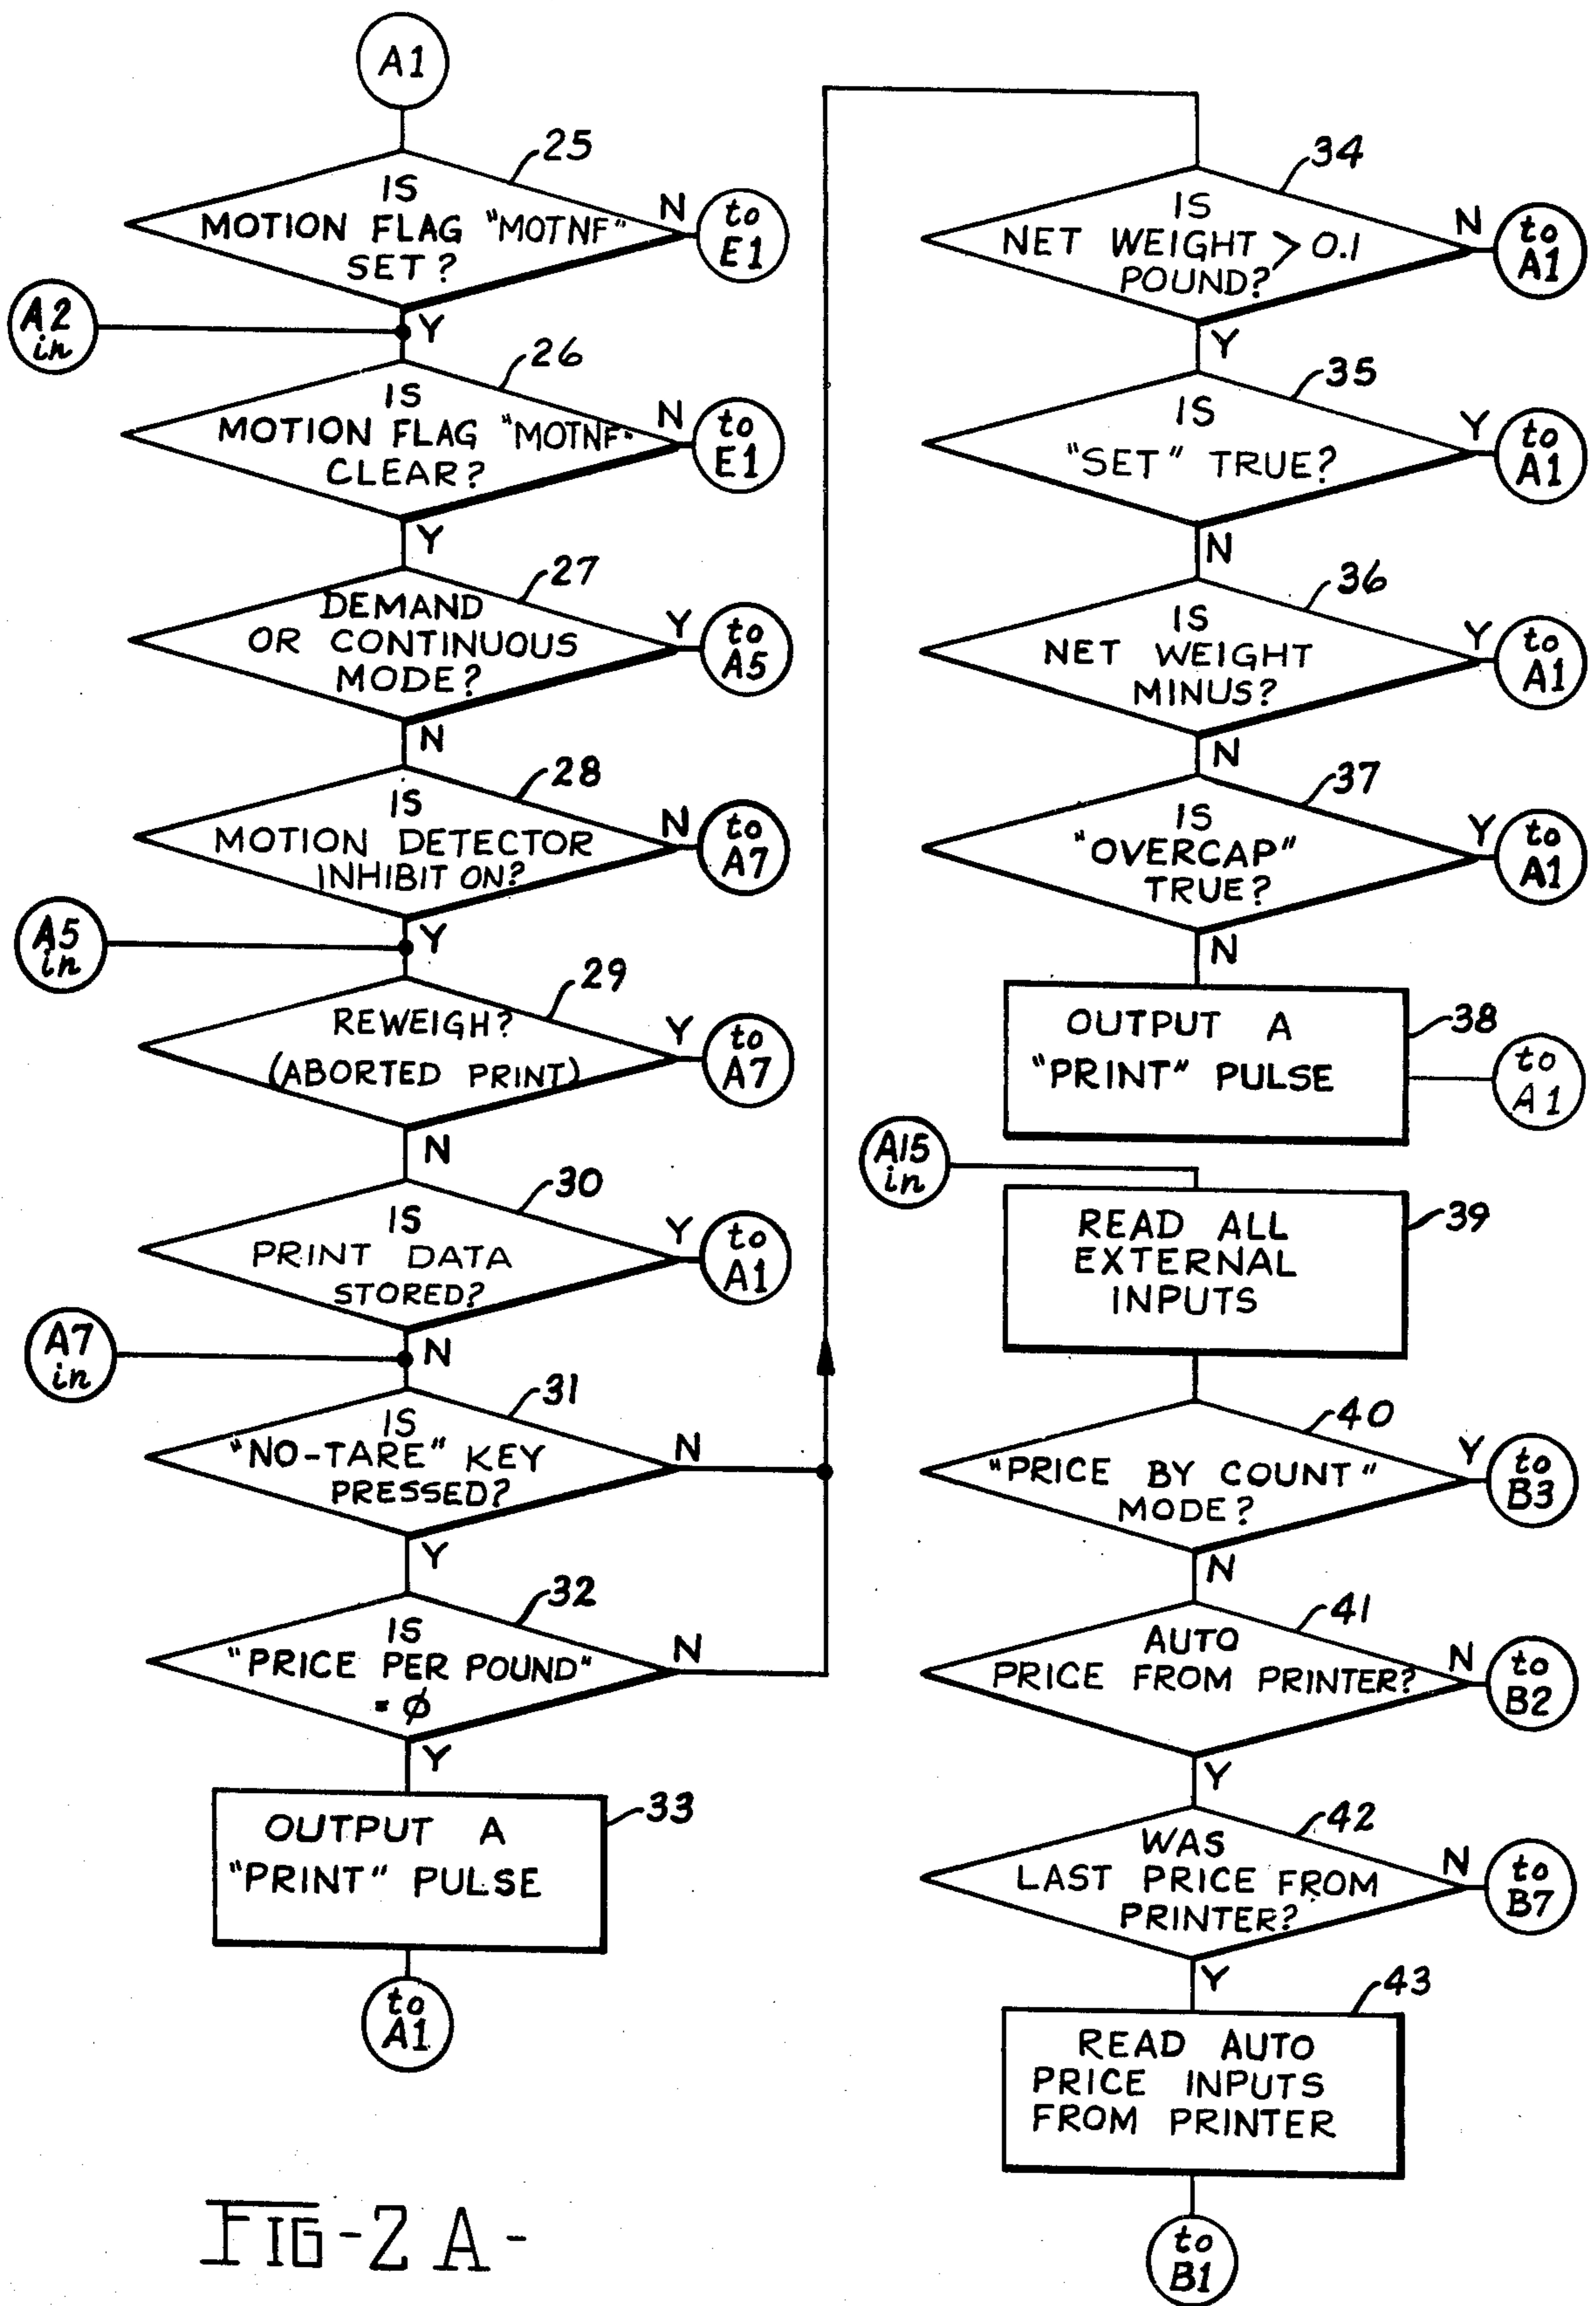 A1
25
IS
MOTION FLAG "MOTNF"
SET?
N
to
E1
A2
in
Y
26
IS
MOTION FLAG "MOTNF"
CLEAR?
N
to
E1
Y
27
DEMAND
OR CONTINUOUS
MODE?
Y
to
A5
N
28
IS
MOTION DETECTOR
INHIBIT ON?
N
to
A7
A5
in
Y
29
REWEIGH?
(ABORTED PRINT)
Y
to
A7
N
30
IS
PRINT DATA
STORED?
Y
to
A1
A7
in
N
31
IS
"NO-TARE" KEY
PRESSED?
N
Y
32
IS
"PRICE PER POUND"
= ø
N
Y
33
OUTPUT A
"PRINT" PULSE
to
A1
34
IS
NET WEIGHT > 0.1
POUND?
N
to
A1
Y
35
IS
"SET" TRUE?
Y
to
A1
N
36
IS
NET WEIGHT
MINUS?
Y
to
A1
N
37
IS
"OVERCAP"
TRUE?
Y
to
A1
N
OUTPUT A
"PRINT" PULSE
38
to
A1
A15
in
READ ALL
EXTERNAL
INPUTS
39
40
"PRICE BY COUNT"
MODE?
Y
to
B3
N
41
AUTO
PRICE FROM PRINTER?
N
to
B2
Y
42
WAS
LAST PRICE FROM
PRINTER?
N
to
B7
Y
43
READ AUTO
PRICE INPUTS
FROM PRINTER
to
B1
FIG-2 A-